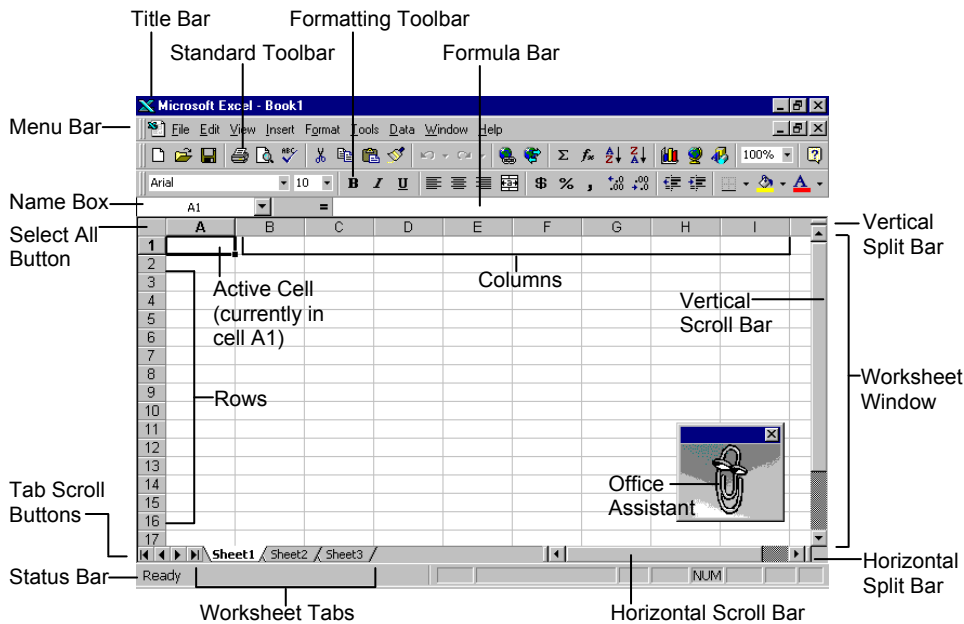 Title Bar
Formatting Toolbar
Standard Toolbar
Formula Bar
Microsoft Excel - Book1
Menu Bar
File Edit View Insert Format Tools Data Window Help
100%
Arial 10 B I U $ % ,
Name Box
A1 =
Select All
Button
A B C D E F G H I
Vertical
Split Bar
1
2
3
4
5
6
7
8
9
10
11
12
13
14
15
16
17
Active Cell
(currently in
cell A1)
Columns
Vertical
Scroll Bar
Rows
Worksheet
Window
Office
Assistant
Tab Scroll
Buttons
Sheet1 Sheet2 Sheet3
Horizontal
Split Bar
Status Bar
Ready NUM
Worksheet Tabs
Horizontal Scroll Bar